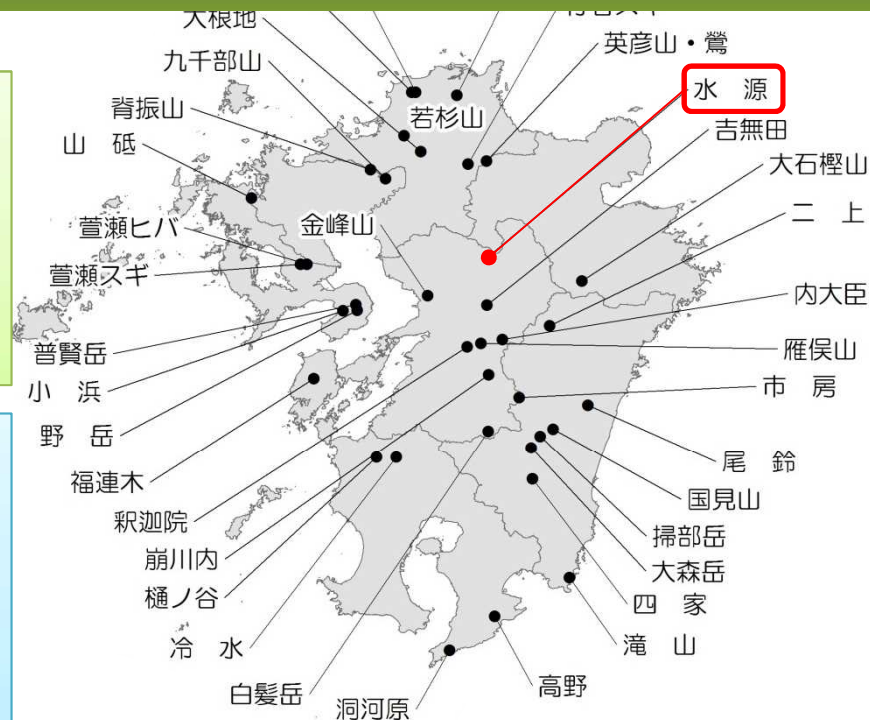 大根地
英彦山・鶯
九千部山
水 源
脊振山
若杉山
吉無田
山 砥
大石樫山
金峰山
二 上
萱瀬ヒバ
萱瀬スギ
内大臣
普賢岳
雁俣山
小 浜
市 房
野 岳
尾 鈴
福連木
国見山
釈迦院
掃部岳
崩川内
大森岳
樋ノ谷
四 家
冷 水
滝 山
白髪岳
高野
洞河原